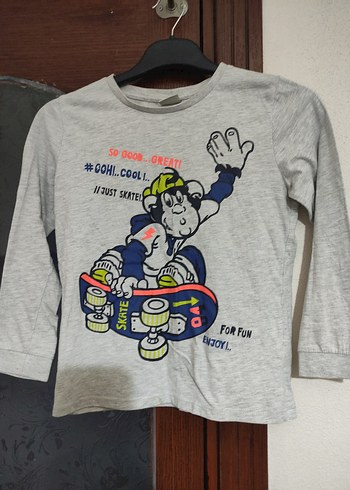 SO GOOD.. GREAT!
#OOH!..COOL!..
//JUST SKATE!
SKATE
FOR FUN
ENJOY!..